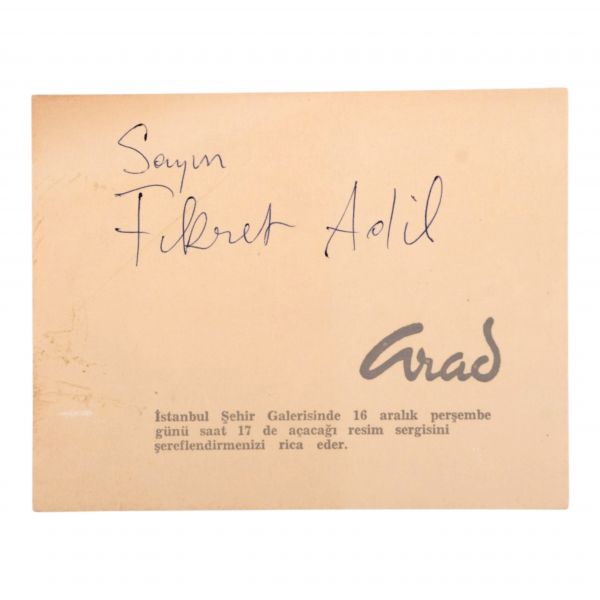 Sayın
Fikret Adil
Arad
İstanbul Şehir Galerisinde 16 aralık perşembe
günü saat 17 de açacağı resim sergisini
şereflendirmenizi rica eder.